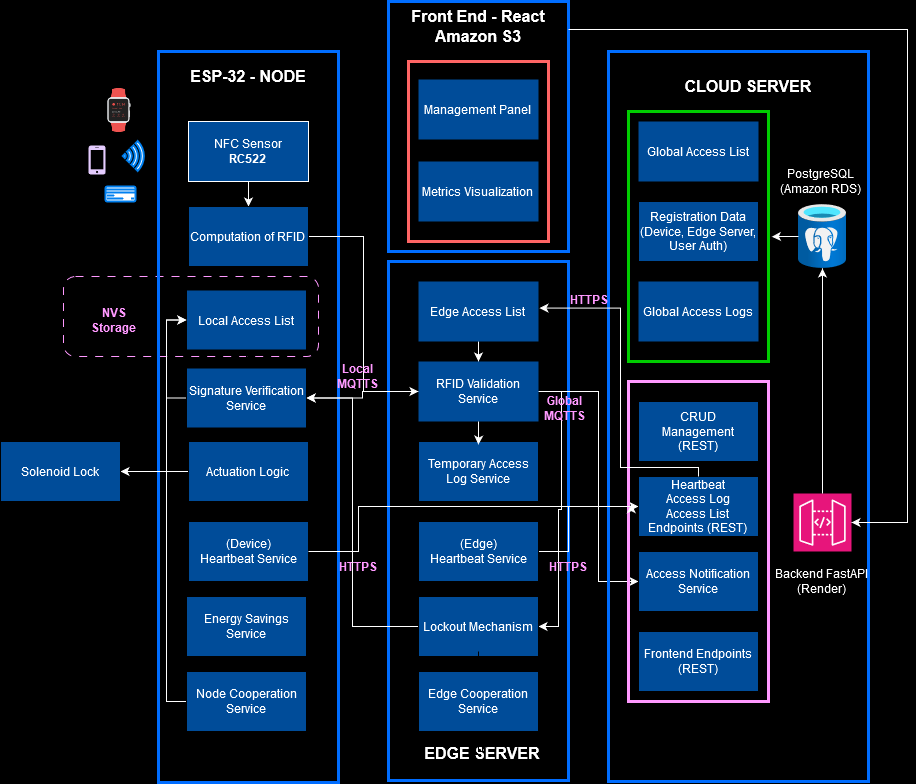 Front End - React
Amazon S3
Management Panel
Metrics Visualization
ESP-32 - NODE
NFC Sensor
RC522
Computation of RFID
NVS
Storage
Local Access List
Signature Verification
Service
Solenoid Lock
Actuation Logic
(Device)
Heartbeat Service
Energy Savings
Service
Node Cooperation
Service
Local
MQTTS
HTTPS
Edge Access List
RFID Validation
Service
Temporary Access
Log Service
(Edge)
Heartbeat Service
Lockout Mechanism
Edge Cooperation
Service
EDGE SERVER
HTTPS
Global
MQTTS
HTTPS
CLOUD SERVER
Global Access List
Registration Data
(Device, Edge Server,
User Auth)
Global Access Logs
PostgreSQL
(Amazon RDS)
CRUD
Management
(REST)
Heartbeat
Access Log
Access List
Endpoints (REST)
Access Notification
Service
Frontend Endpoints
(REST)
Backend FastAPI
(Render)